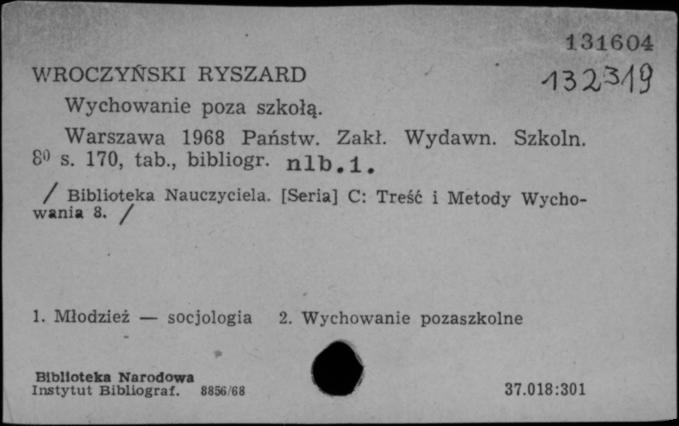 131604
WROCZYŃSKI RYSZARD
132319
Wychowanie poza szkołą.
Warszawa 1968 Państw. Zakł. Wydawn. Szkoln.
8⁰ s. 170, tab., bibliogr. nlb.1.
/ Biblioteka Nauczyciela. [Seria] C: Treść i Metody Wycho-
wania 8. /
1. Młodzież — socjologia 2. Wychowanie pozaszkolne
Biblioteka Narodowa
Instytut Bibliograf. 8856/68
37.018:301